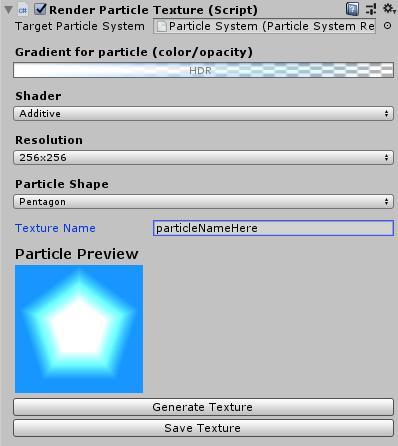 Render Particle Texture (Script)
Target Particle System Particle System (Particle System Re
Gradient for particle (color/opacity)
HDR
Shader
Additive
Resolution
256x256
Particle Shape
Pentagon
Texture Name particleNameHere
Particle Preview
Generate Texture
Save Texture